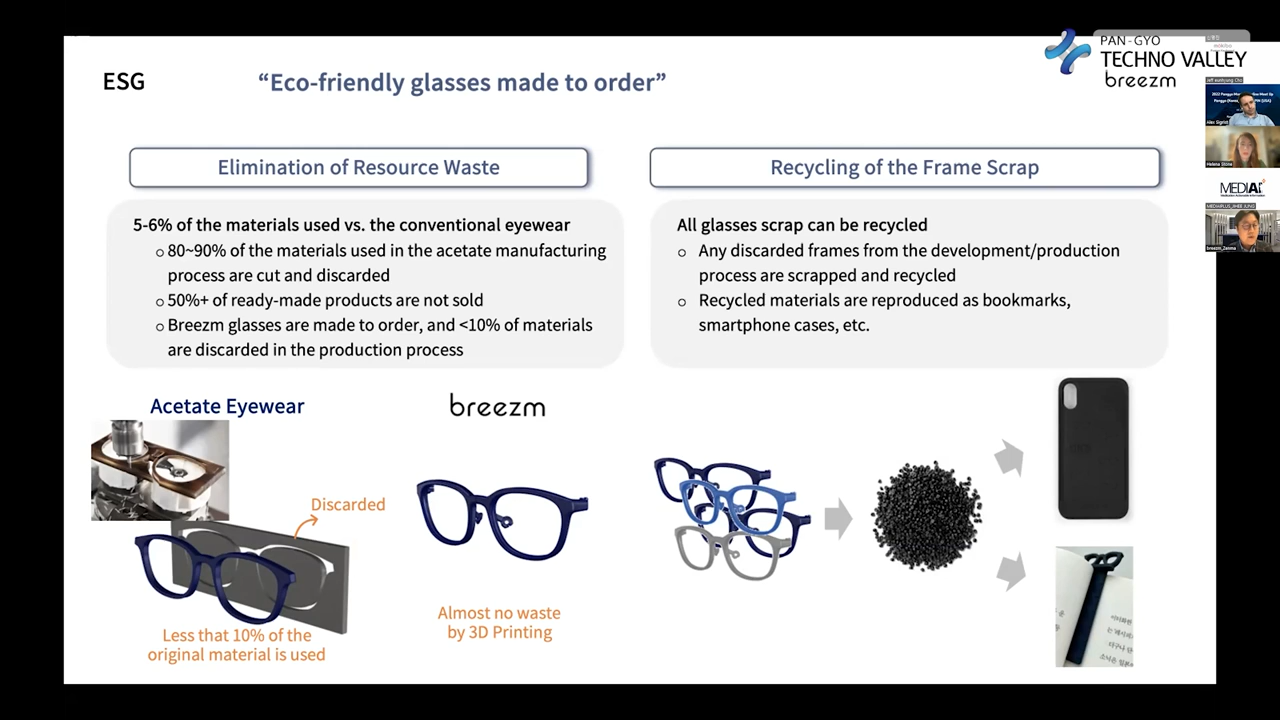 ESG
“Eco-friendly glasses made to order”
PAN-GYO
TECHNO VALLEY
breezm
Elimination of Resource Waste
5-6% of the materials used vs. the conventional eyewear
80~90% of the materials used in the acetate manufacturing
process are cut and discarded
50%+ of ready-made products are not sold
Breezm glasses are made to order, and <10% of materials
are discarded in the production process
Recycling of the Frame Scrap
All glasses scrap can be recycled
Any discarded frames from the development/production
process are scrapped and recycled
Recycled materials are reproduced as bookmarks,
smartphone cases, etc.
Acetate Eyewear
Discarded
Less that 10% of the
original material is used
breezm
Almost no waste
by 3D Printing
Alex Sigrist
Helena Stone
MEDIAI
breezm_Zenma